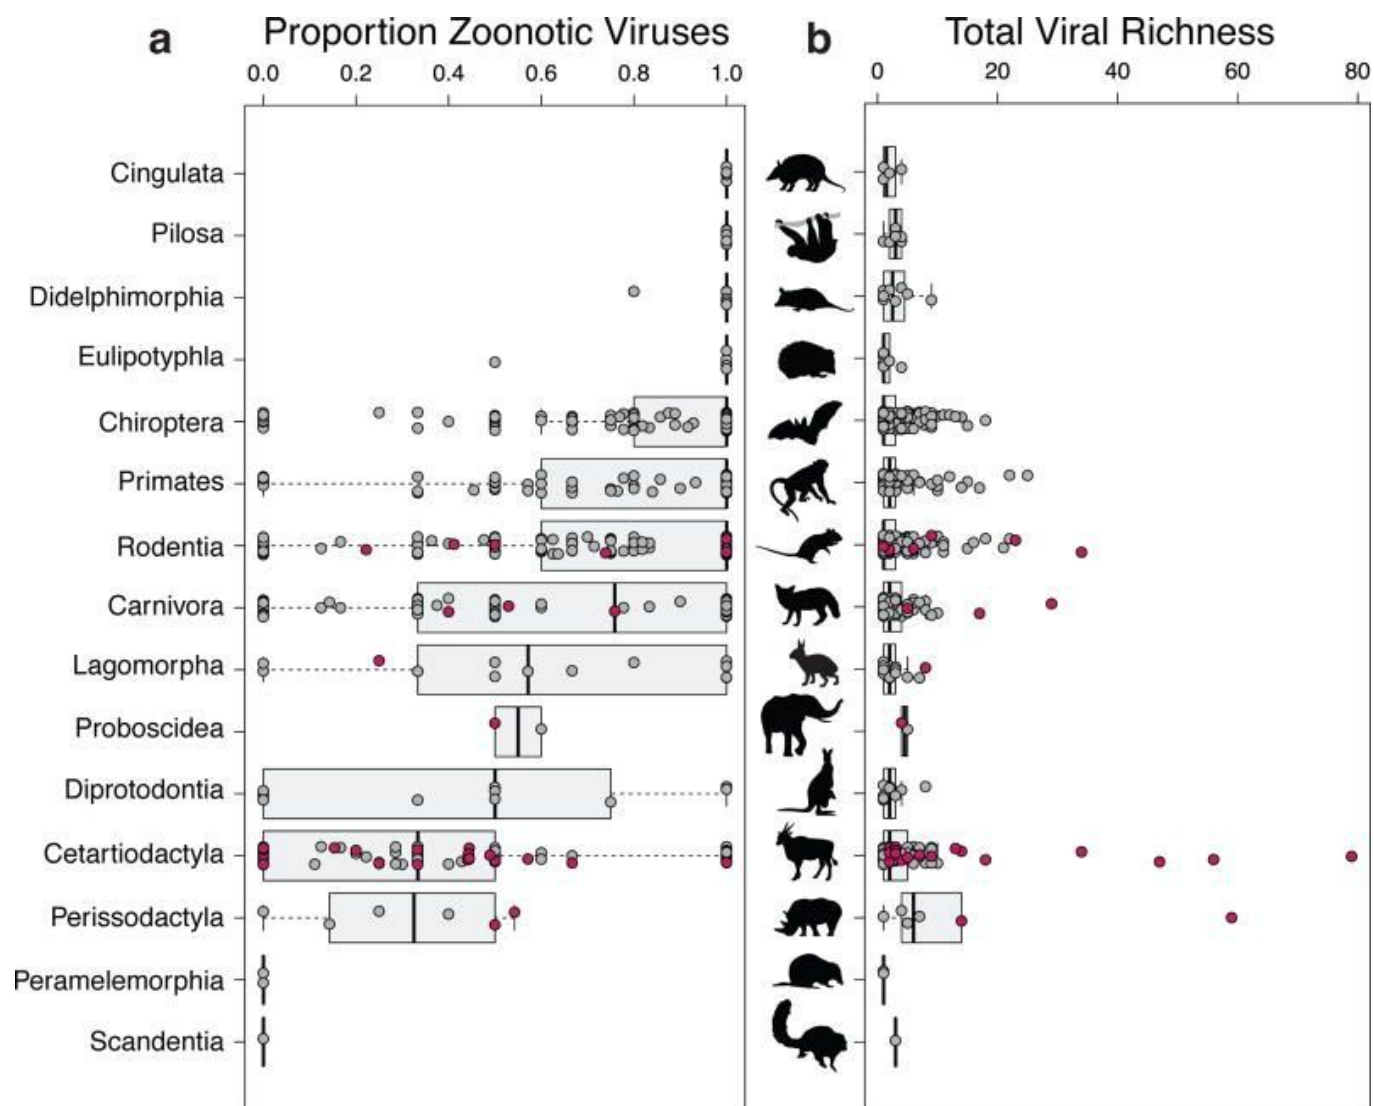 a Proportion Zoonotic Viruses b Total Viral Richness
0.0 0.2 0.4 0.6 0.8 1.0 0 20 40 60 80
Cingulata
Pilosa
Didelphimorphia
Eulipotyphla
Chiroptera
Primates
Rodentia
Carnivora
Lagomorpha
Proboscidea
Diprotodontia
Cetartiodactyla
Perissodactyla
Peramelemorphia
Scandentia